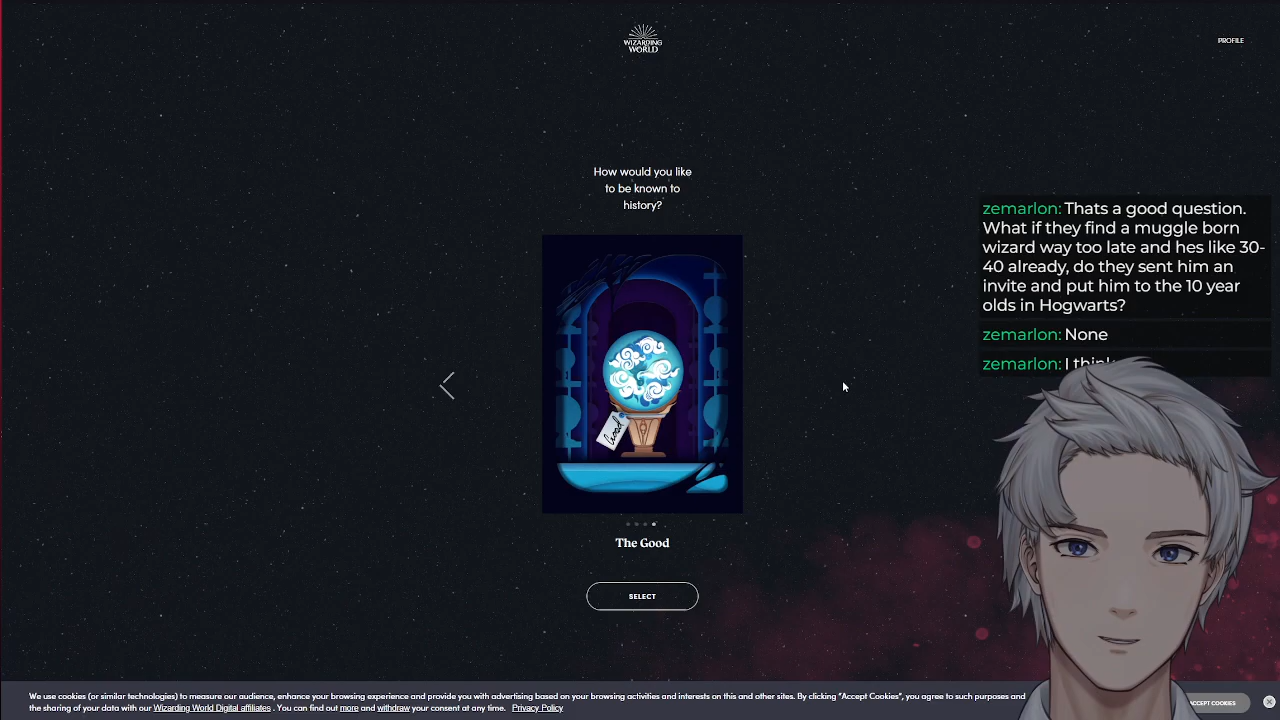 WIZARDING
WORLD
PROFILE
How would you like
to be known to
history?
Good
The Good
SELECT
zemarlon: Thats a good question.
What if they find a muggle born
wizard way too late and hes like 30-
40 already, do they sent him an
invite and put him to the 10 year
olds in Hogwarts?
zemarlon: None
zemarlon: I think
We use cookies (or similar technologies) to measure our audience, enhance your browsing experience and provide you with advertising based on your browsing activities and interests on this and other sites. By clicking "Accept Cookies", you agree to such purposes and
the sharing of your data with our Wizarding World Digital affiliates . You can find out more and withdraw your consent at any time. Privacy Policy
ACCEPT COOKIES